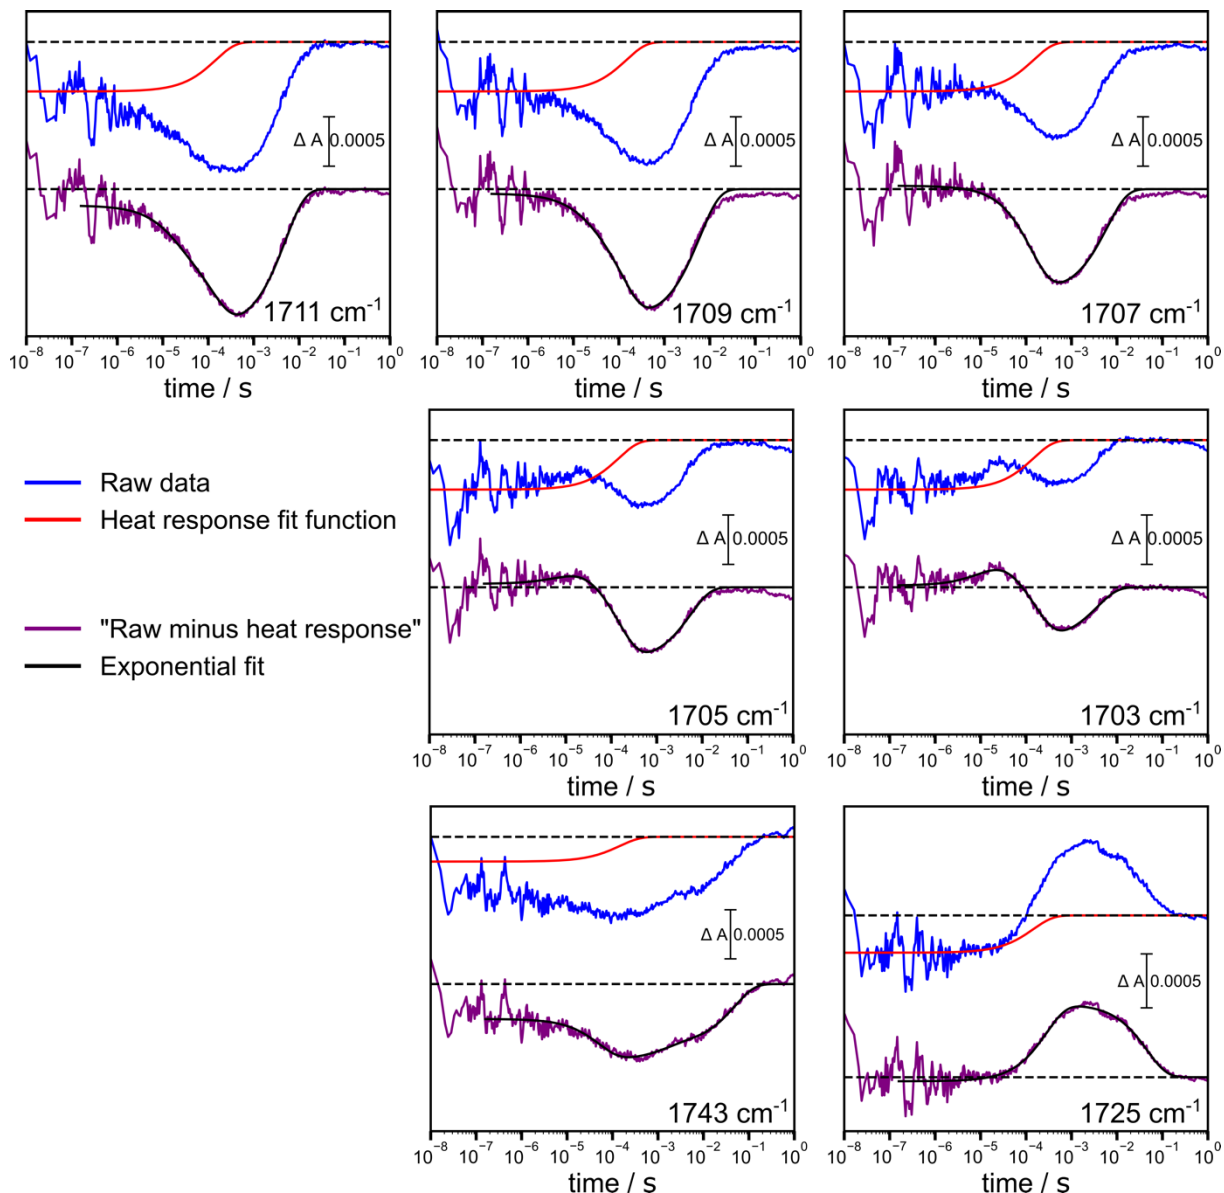 Δ A 0.0005
1711 cm⁻¹
10⁻⁸ 10⁻⁷ 10⁻⁶ 10⁻⁵ 10⁻⁴ 10⁻³ 10⁻² 10⁻¹ 10⁰
time / s
Δ A 0.0005
1709 cm⁻¹
10⁻⁸ 10⁻⁷ 10⁻⁶ 10⁻⁵ 10⁻⁴ 10⁻³ 10⁻² 10⁻¹ 10⁰
time / s
Δ A 0.0005
1707 cm⁻¹
10⁻⁸ 10⁻⁷ 10⁻⁶ 10⁻⁵ 10⁻⁴ 10⁻³ 10⁻² 10⁻¹ 10⁰
time / s
Raw data
Heat response fit function
"Raw minus heat response"
Exponential fit
Δ A 0.0005
1705 cm⁻¹
10⁻⁸ 10⁻⁷ 10⁻⁶ 10⁻⁵ 10⁻⁴ 10⁻³ 10⁻² 10⁻¹ 10⁰
time / s
Δ A 0.0005
1703 cm⁻¹
10⁻⁸ 10⁻⁷ 10⁻⁶ 10⁻⁵ 10⁻⁴ 10⁻³ 10⁻² 10⁻¹ 10⁰
time / s
Δ A 0.0005
1743 cm⁻¹
10⁻⁸ 10⁻⁷ 10⁻⁶ 10⁻⁵ 10⁻⁴ 10⁻³ 10⁻² 10⁻¹ 10⁰
time / s
Δ A 0.0005
1725 cm⁻¹
10⁻⁸ 10⁻⁷ 10⁻⁶ 10⁻⁵ 10⁻⁴ 10⁻³ 10⁻² 10⁻¹ 10⁰
time / s